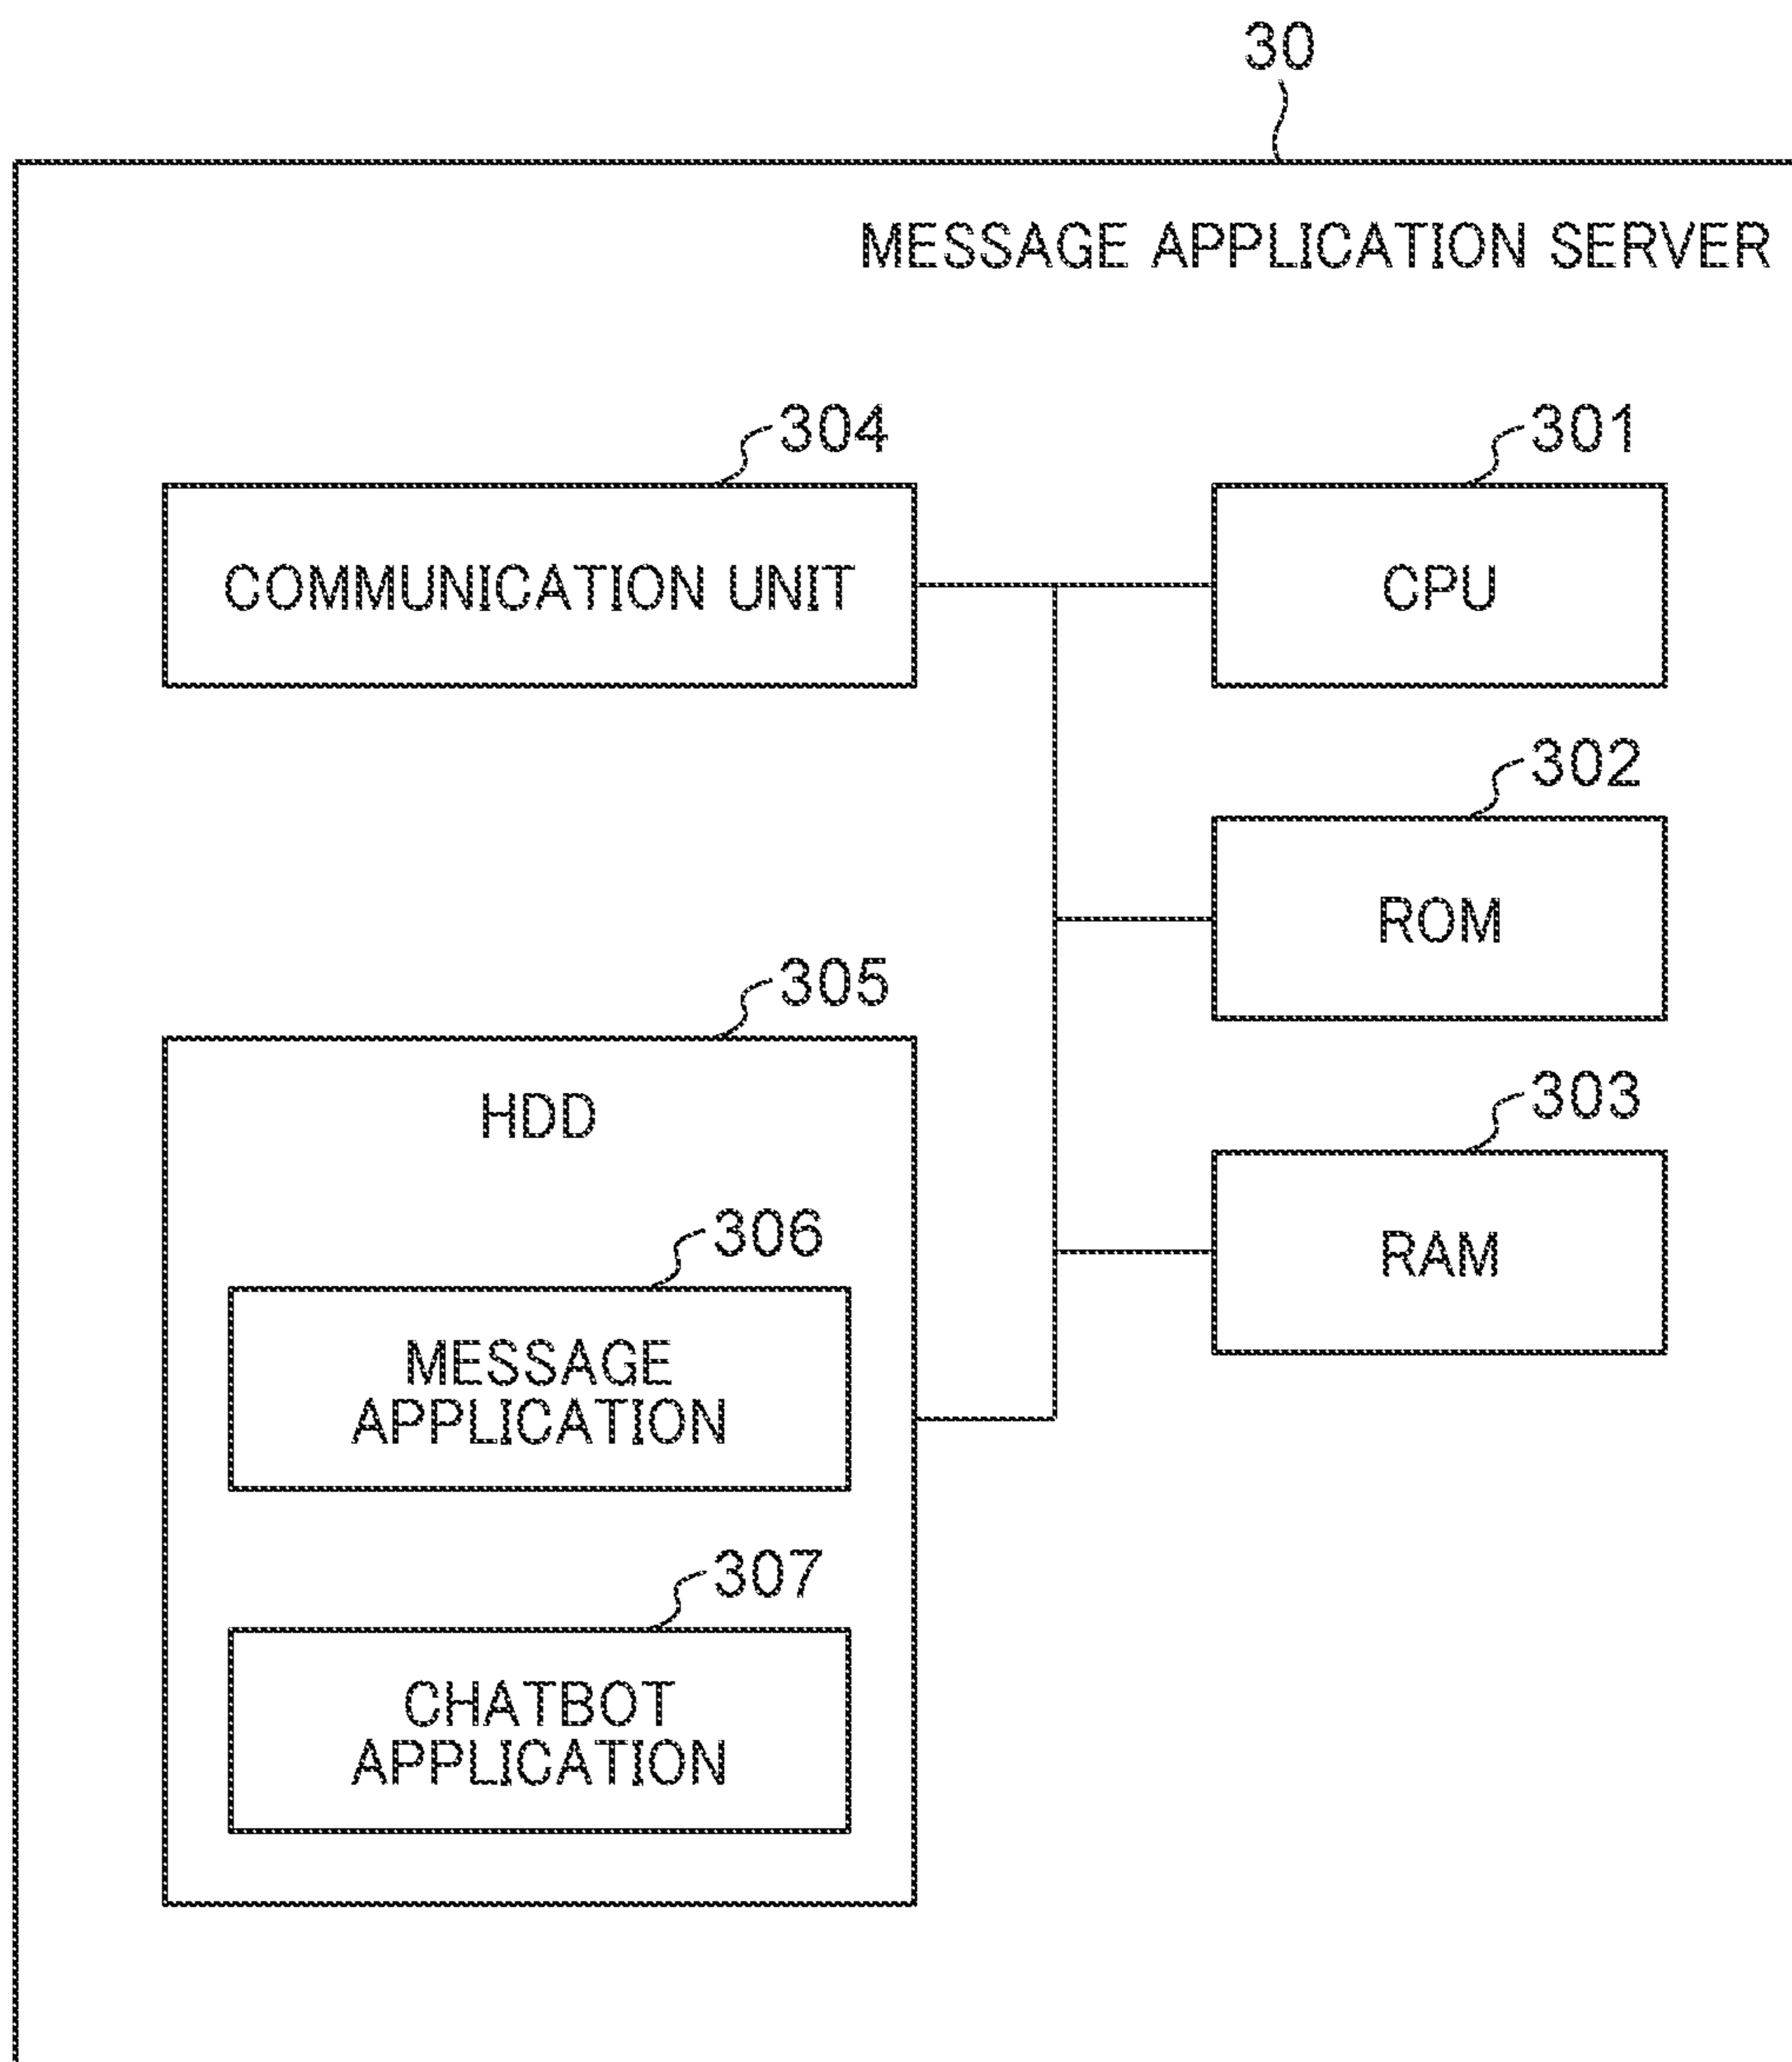 30
MESSAGE APPLICATION SERVER
304
COMMUNICATION UNIT
301
CPU
302
ROM
305
HDD
303
RAM
306
MESSAGE
APPLICATION
307
CHATBOT
APPLICATION